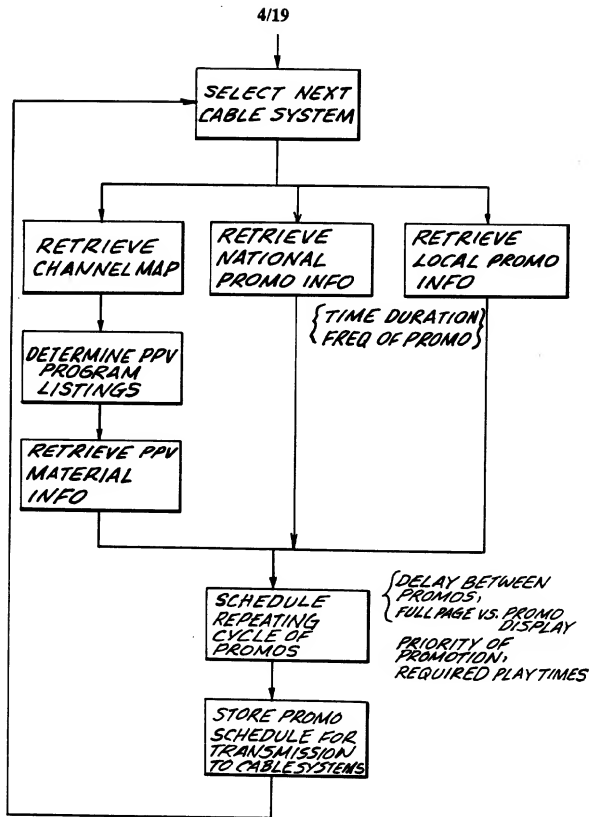 4/19
SELECT NEXT
CABLE SYSTEM
RETRIEVE
CHANNEL MAP
RETRIEVE
NATIONAL
PROMO INFO
RETRIEVE
LOCAL PROMO
INFO
{TIME DURATION}
{FREQ OF PROMO}
DETERMINE PPV
PROGRAM
LISTINGS
RETRIEVE PPV
MATERIAL
INFO
SCHEDULE
REPEATING
CYCLE OF
PROMOS
{DELAY BETWEEN
PROMOS,
FULL PAGE VS. PROMO
DISPLAY
PRIORITY OF
PROMOTION,
REQUIRED PLAYTIMES
STORE PROMO
SCHEDULE FOR
TRANSMISSION
TO CABLE SYSTEMS